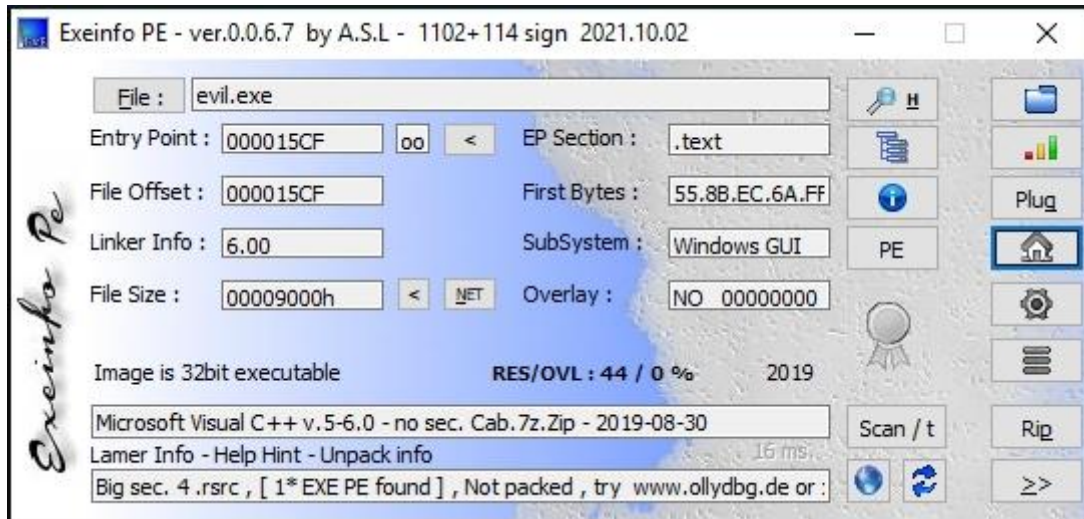 Exeinfo PE - ver.0.0.6.7 by A.S.L - 1102+114 sign 2021.10.02
File : evil.exe H
Entry Point : 000015CF oo < EP Section : .text
File Offset : 000015CF First Bytes : 55.8B.EC.6A.FF Plug
Linker Info : 6.00 SubSystem : Windows GUI PE
File Size : 00009000h < NET Overlay : NO 00000000
Image is 32bit executable RES/OVL : 44 / 0 % 2019
Microsoft Visual C++ v.5-6.0 - no sec. Cab.7z.Zip - 2019-08-30 Scan / t Rip
Lamer Info - Help Hint - Unpack info 16 ms.
Big sec. 4 .rsrc , [ 1* EXE PE found ] , Not packed , try www.ollydbg.de or : >>
Exeinfo Pe